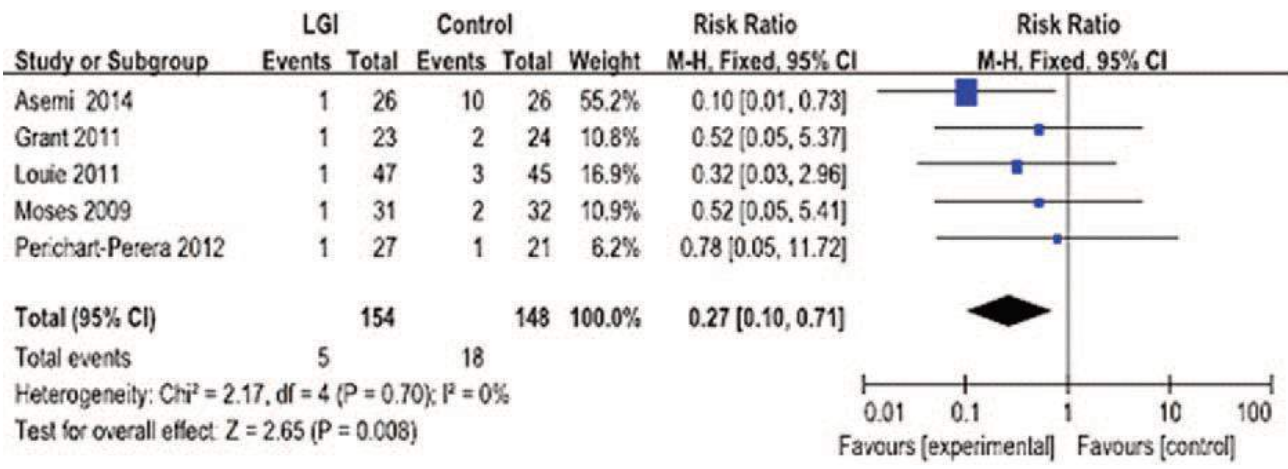 LGI Control Risk Ratio Risk Ratio
Study or Subgroup Events Total Events Total Weight M-H, Fixed, 95% CI M-H, Fixed, 95% CI
Asemi 2014 1 26 10 26 55.2% 0.10 [0.01, 0.73]
Grant 2011 1 23 2 24 10.8% 0.52 [0.05, 5.37]
Louie 2011 1 47 3 45 16.9% 0.32 [0.03, 2.96]
Moses 2009 1 31 2 32 10.9% 0.52 [0.05, 5.41]
Perichart-Perera 2012 1 27 1 21 6.2% 0.78 [0.05, 11.72]
Total (95% CI) 154 148 100.0% 0.27 [0.10, 0.71]
Total events 5 18
Heterogeneity: Chi² = 2.17, df = 4 (P = 0.70); I² = 0%
Test for overall effect: Z = 2.65 (P = 0.008)
0.01 0.1 1 10 100
Favours [experimental] Favours [control]